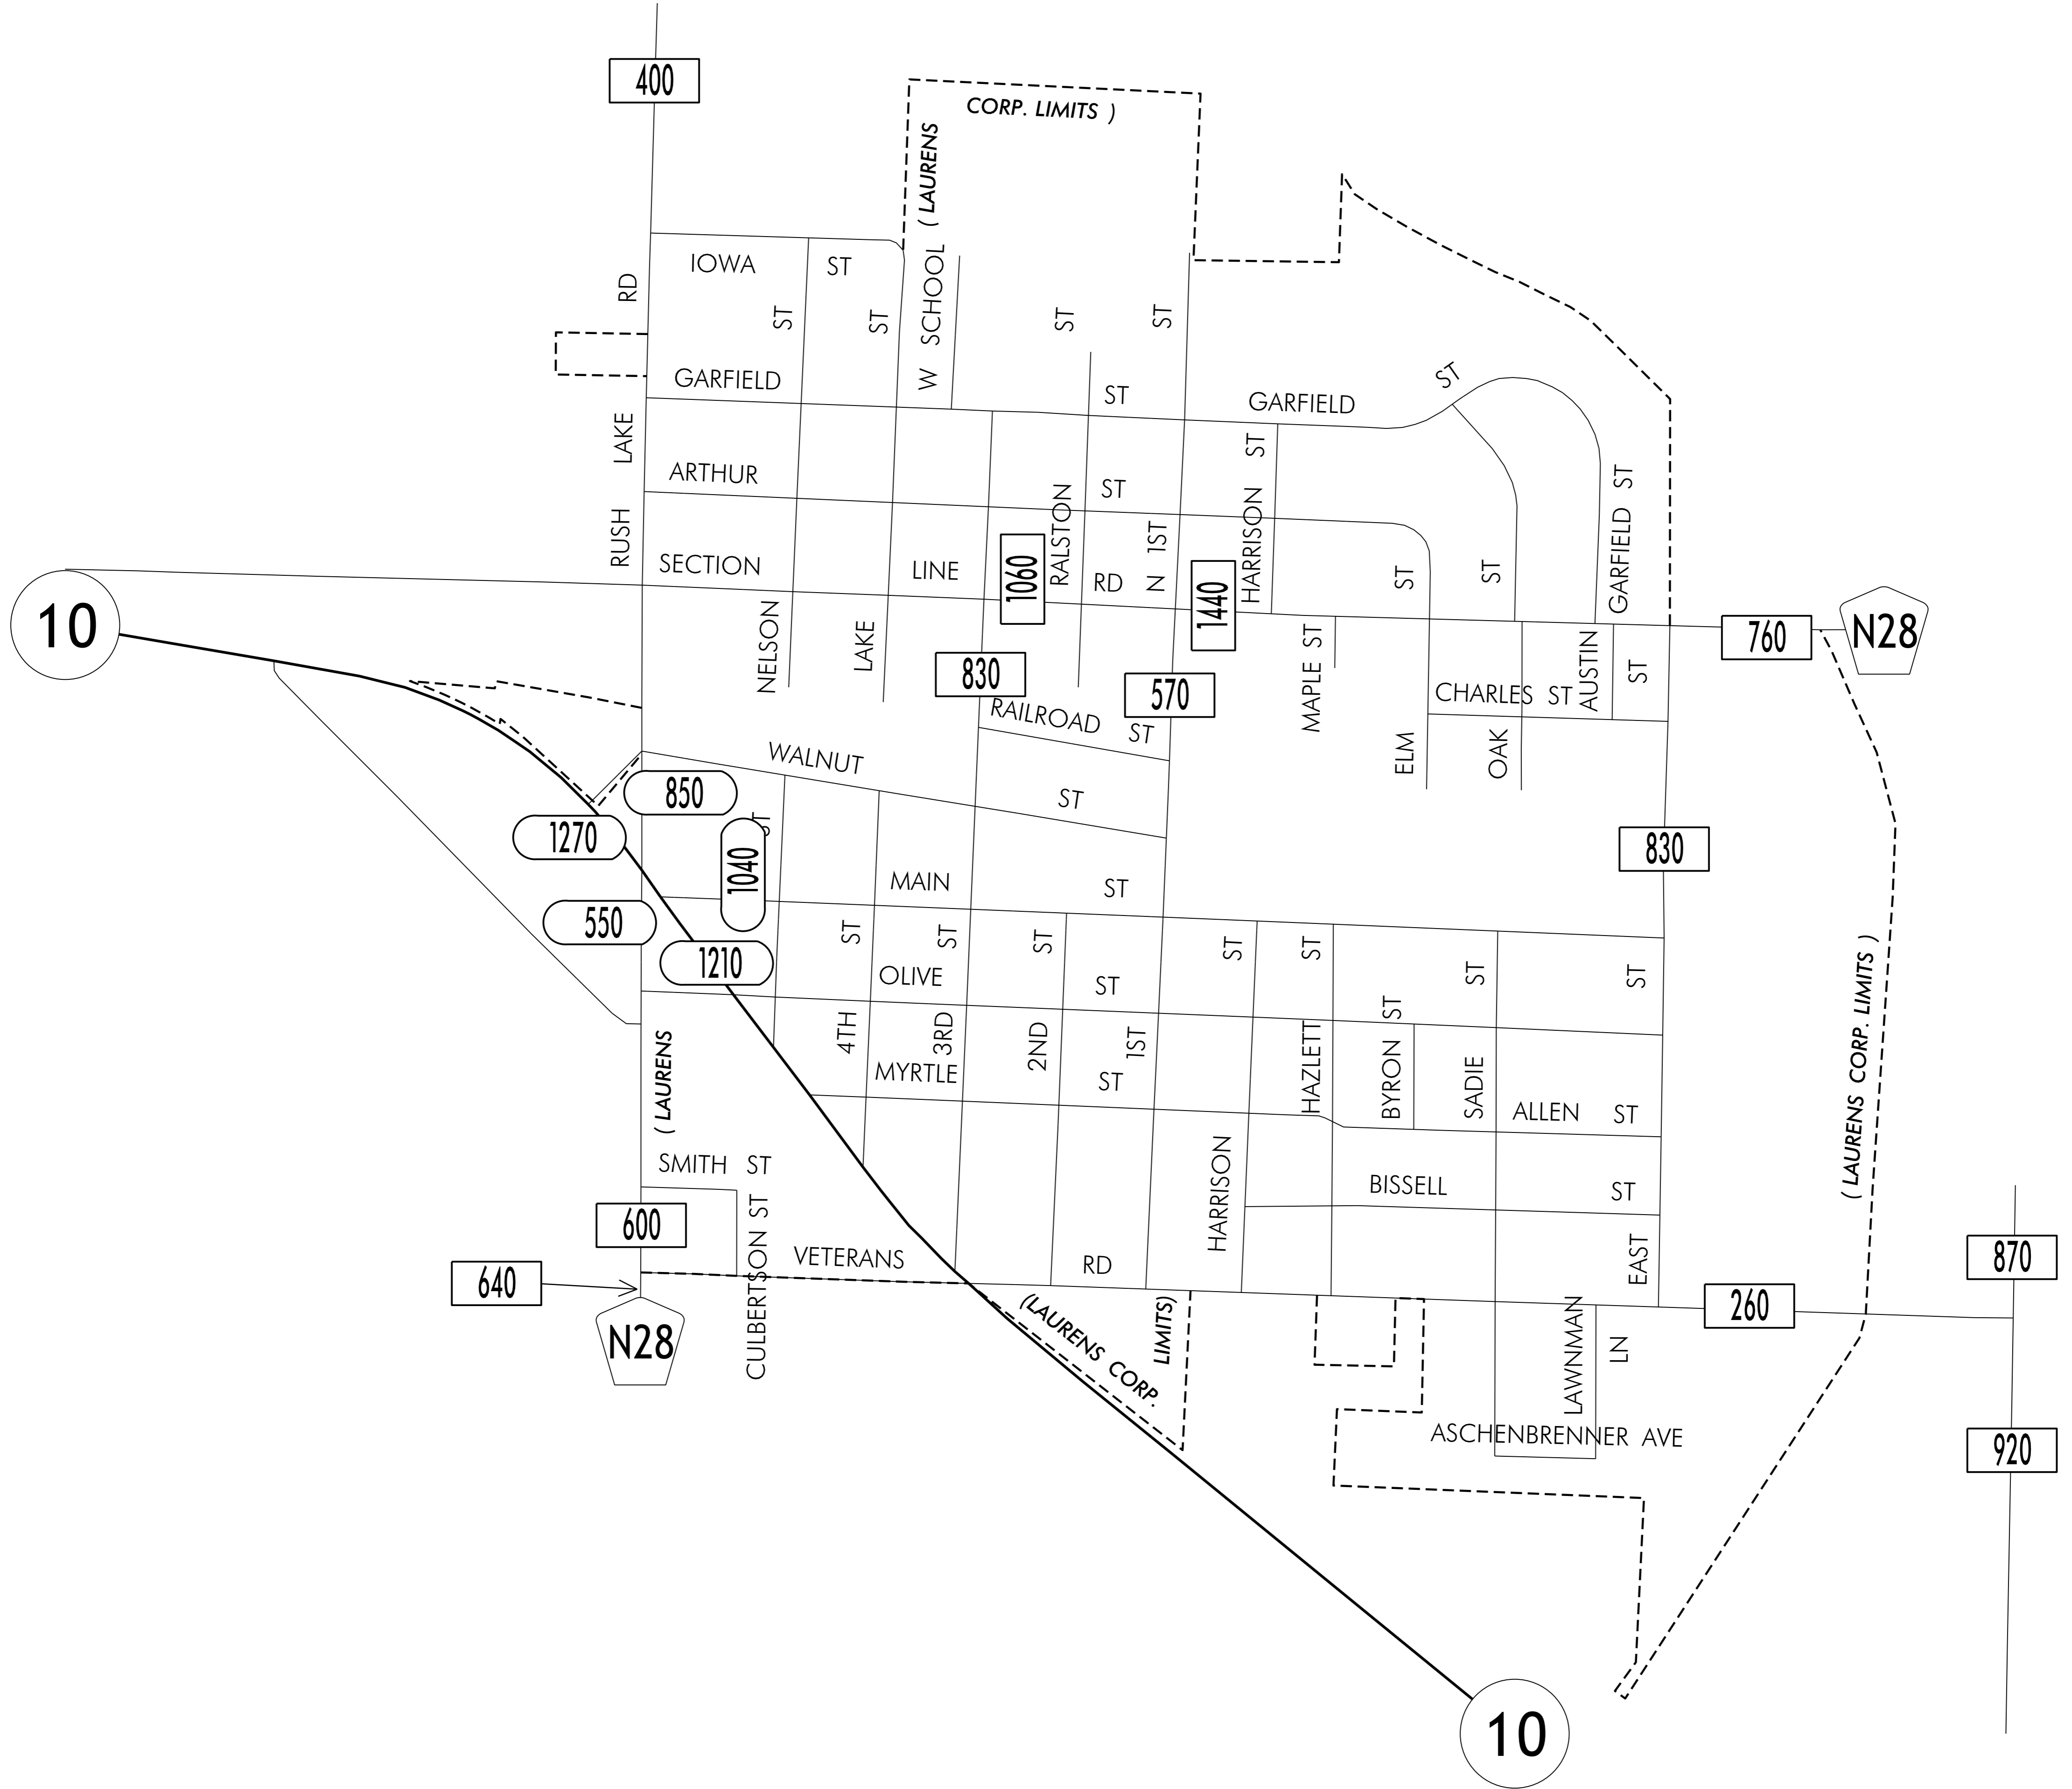 400
CORP. LIMITS )
( LAURENS
IOWA ST
RD
ST
ST
W SCHOOL
ST
ST
GARFIELD ST
GARFIELD ST
LAKE
ARTHUR ST
RUSH
SECTION LINE RD
1060
RALSTON
N 1ST
1440
HARRISON ST
ST
ST
GARFIELD ST
10
760
N28
NELSON
LAKE
830
570
MAPLE ST
CHARLES ST
AUSTIN
ST
RAILROAD ST
ELM
OAK
WALNUT ST
850
1270
ST
1040
830
MAIN ST
550
1210
ST
ST
ST
ST
ST
ST
ST
OLIVE ST
ST
( LAURENS CORP. LIMITS )
( LAURENS
4TH
3RD
2ND
1ST
HAZLETT
BYRON
SADIE
MYRTLE ST
ALLEN ST
SMITH ST
HARRISON
BISSELL ST
600
CULBERTSON ST
VETERANS RD
EAST
870
640
260
N28
(LAURENS CORP.
LIMITS)
LAWNMAN
LN
ASCHENBRENNER AVE
920
10